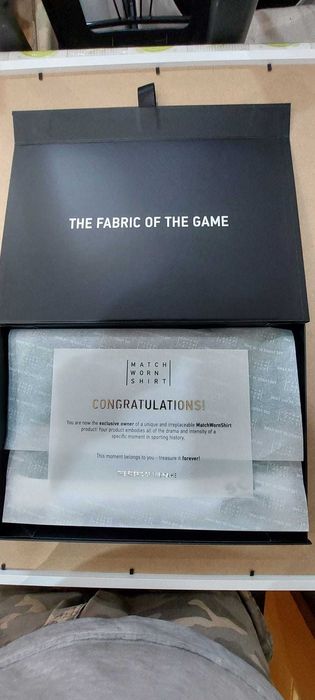 THE FABRIC OF THE GAME
MATCH
WORN
SHIRT
CONGRATULATIONS!
You are now the exclusive owner of a unique and irreplaceable MatchWornShirt
product! Your product embodies all of the drama and intensity of a
specific moment in sporting history.
This moment belongs to you – treasure it forever!